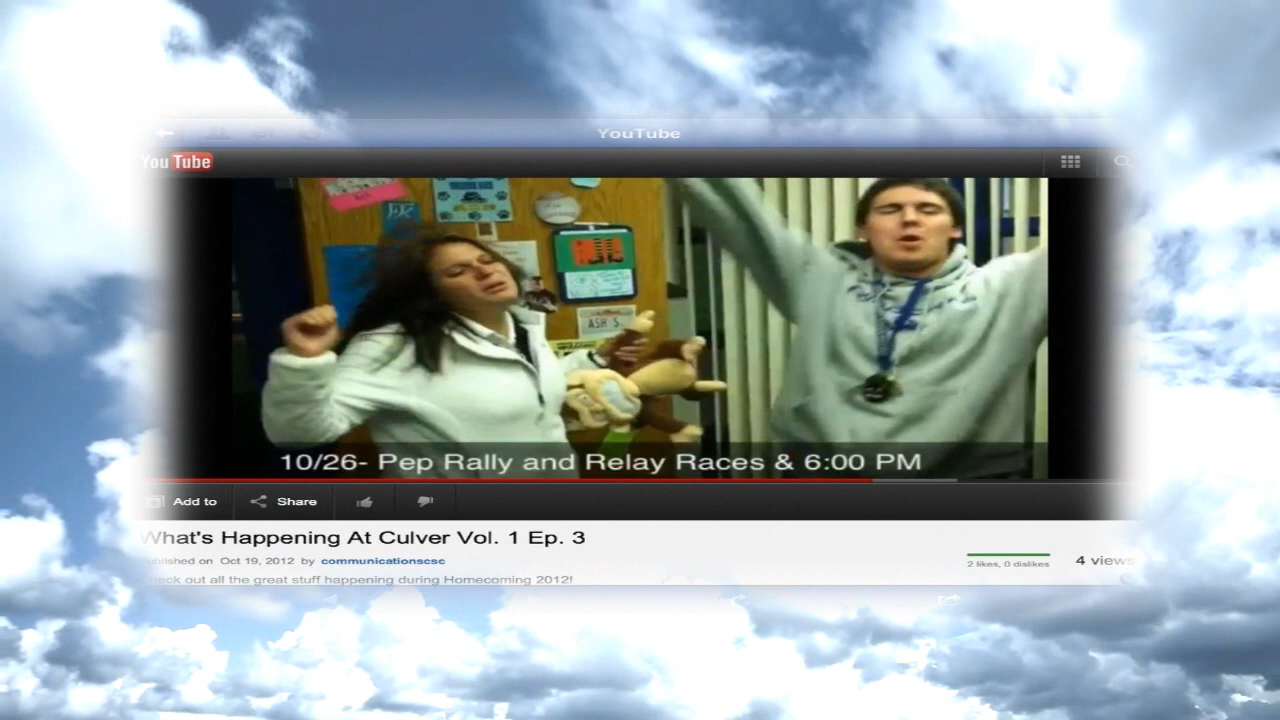 YouTube
YouTube
ASH S
10/26- Pep Rally and Relay Races & 6:00 PM
Add to
Share
What's Happening At Culver Vol. 1 Ep. 3
on Oct 19, 2012 by communicationscsc
2 likes, 0 dislikes
4 views
out all the great stuff happening during Homecoming 2012!